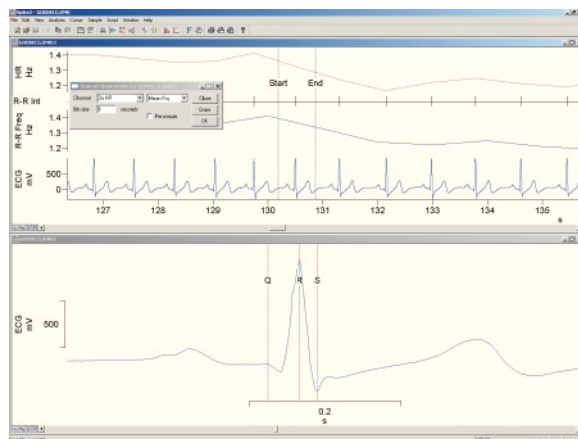 Spike2
File Edit View Analysis Cursor Sample Script Window Help
HR
Hz
1.4
1.3
1.2
Start End
Channel
Mean Freq
Close
Bin size
seconds
Draw
OK
R-R Int
R-R Freq
Hz
1.4
1.3
1.2
ECG
mV
500
0
127 128 129 130 131 132 133 134 135
s
Q R S
ECG
mV
500
0.2
s